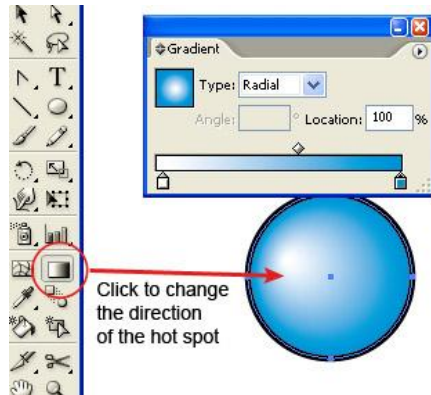 Gradient
Type: Radial
Angle: ° Location: 100 %
T
Click to change
the direction
of the hot spot